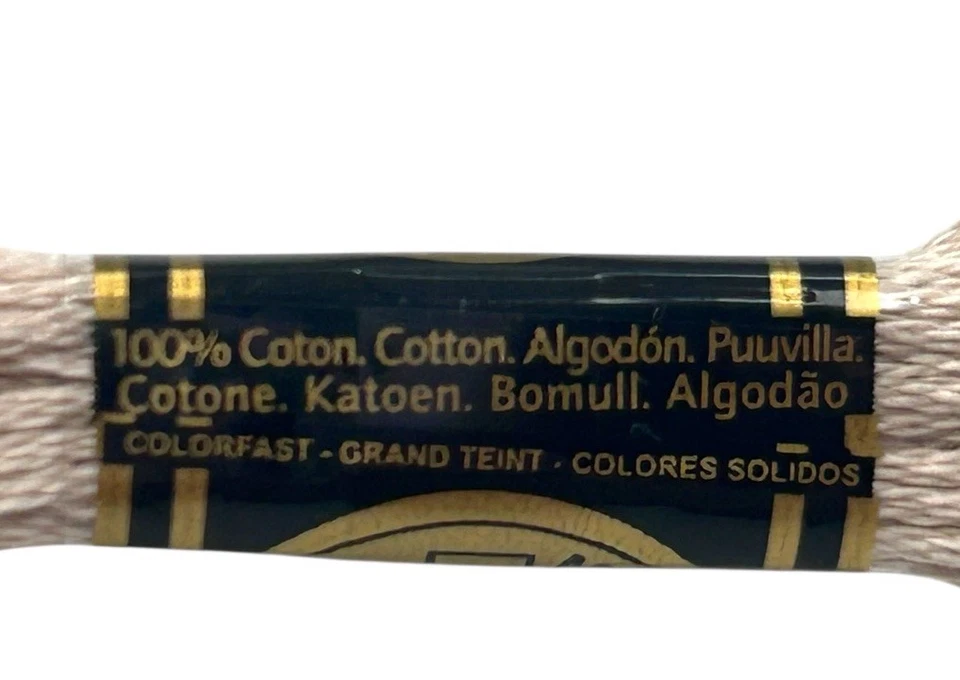 100% Coton. Cotton. Algodón. Puuvilla.
Cotone. Katoen. Bomull. Algodão
COLORFAST - GRAND TEINT - COLORES SOLIDOS